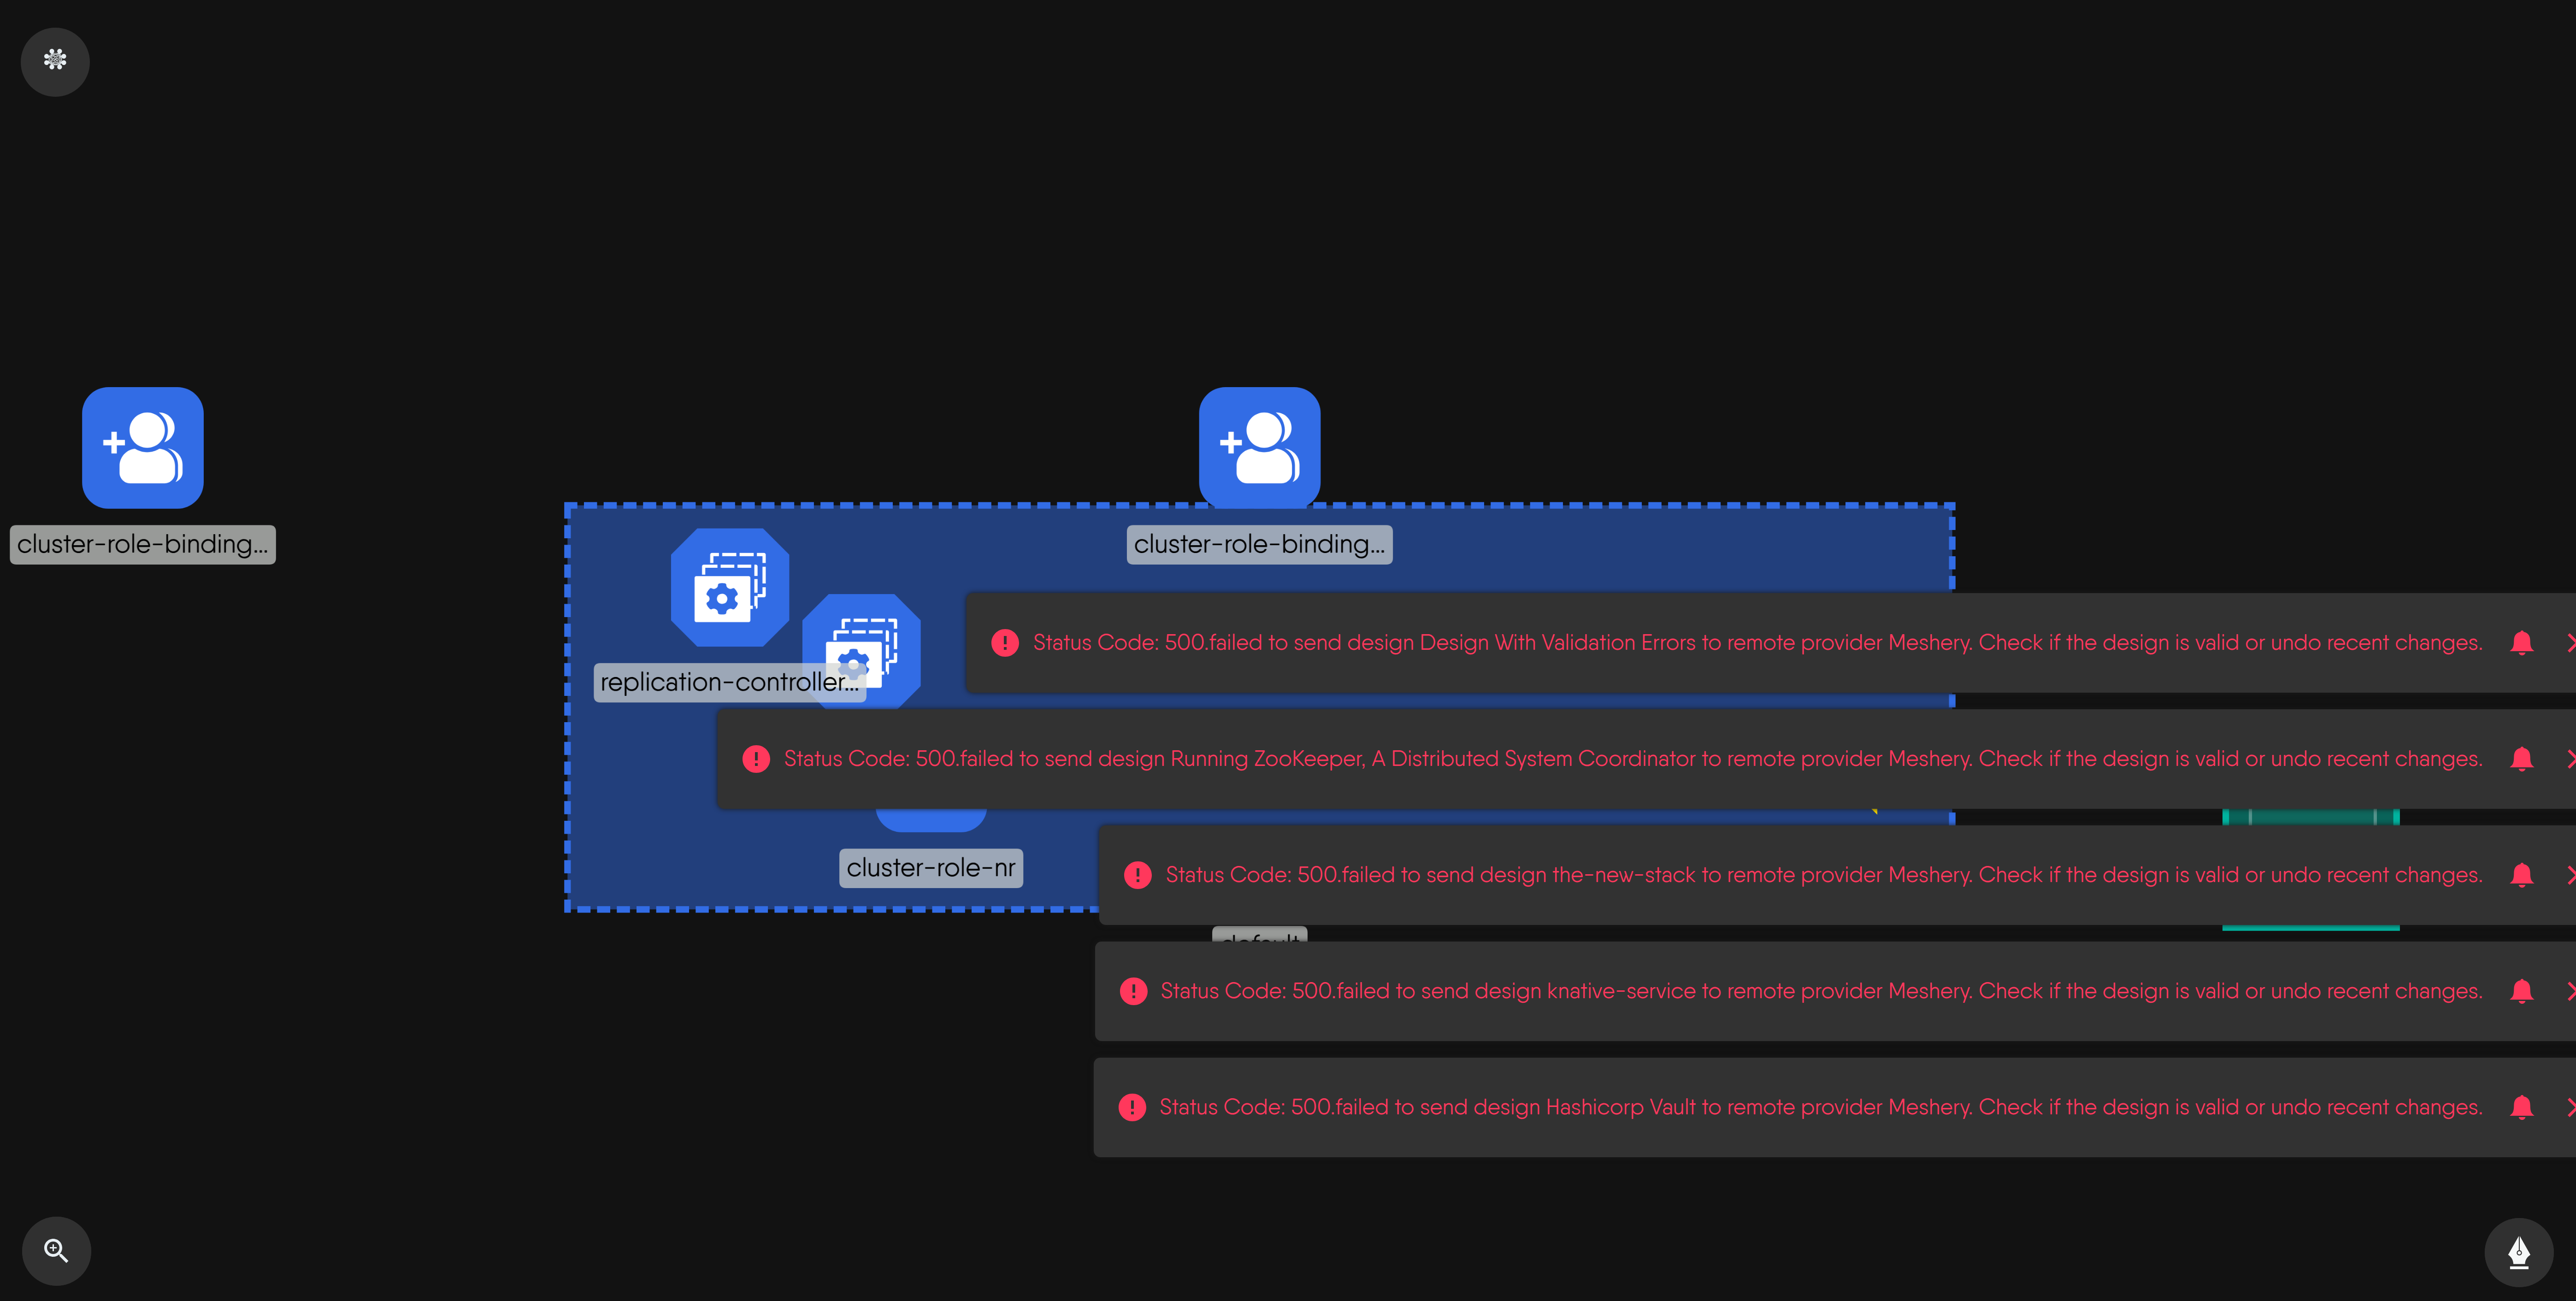 cluster-role-binding...
cluster-role-binding...
replication-controller...
Status Code: 500.failed to send design Design With Validation Errors to remote provider Meshery. Check if the design is valid or undo recent changes.
Status Code: 500.failed to send design Running ZooKeeper, A Distributed System Coordinator to remote provider Meshery. Check if the design is valid or undo recent changes.
cluster-role-nr
Status Code: 500.failed to send design the-new-stack to remote provider Meshery. Check if the design is valid or undo recent changes.
default
Status Code: 500.failed to send design knative-service to remote provider Meshery. Check if the design is valid or undo recent changes.
Status Code: 500.failed to send design Hashicorp Vault to remote provider Meshery. Check if the design is valid or undo recent changes.